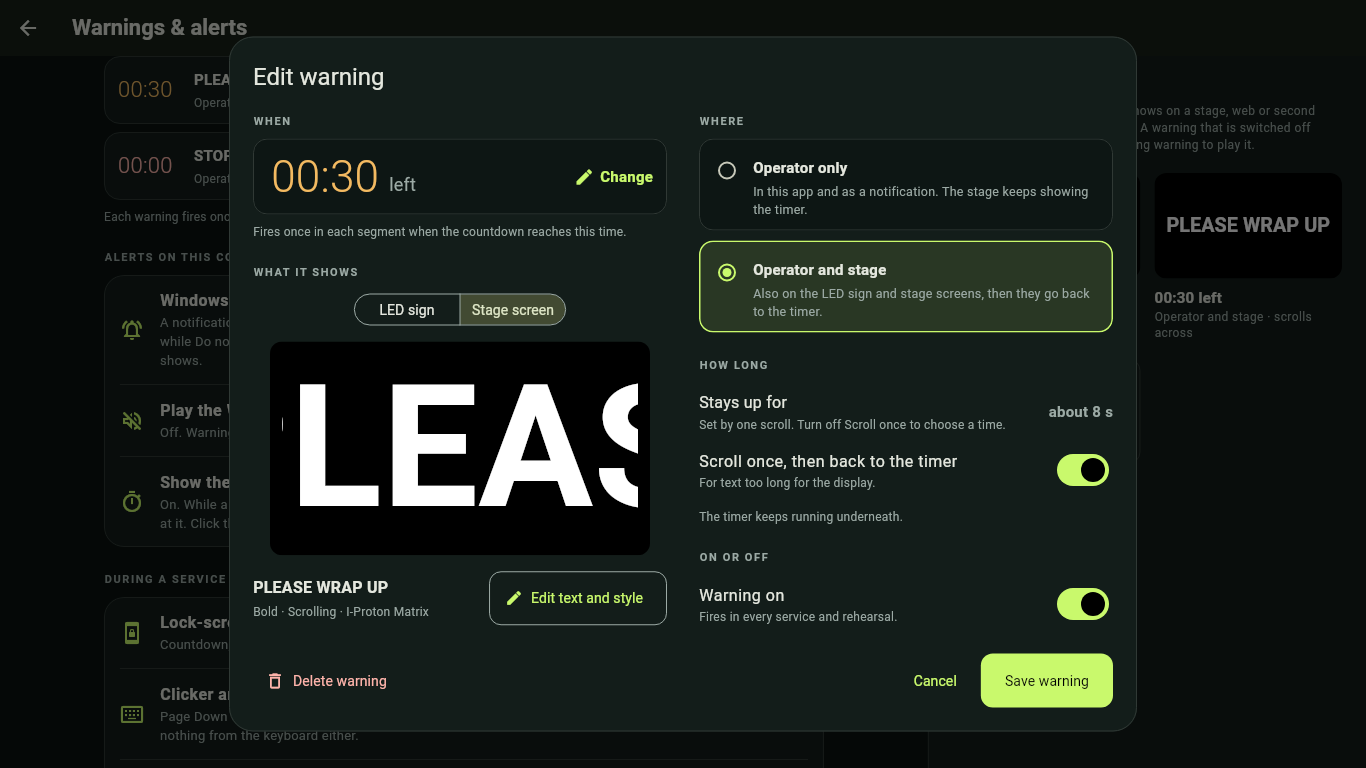 Warnings & alerts
00:30
PLEA
Operat
00:00
STOP
Operat
Each warning fires onc
ALERTS ON THIS CO
Windows
A notificatio
while Do no
shows.
Play the
Off. Warnin
Show the
On. While a
at it. Click t
DURING A SERVICE
Lock-scre
Countdown
Clicker an
Page Down
nothing from the keyboard either.
Edit warning
WHEN
00:30 left
Change
Fires once in each segment when the countdown reaches this time.
WHAT IT SHOWS
LED sign
Stage screen
LEAS
PLEASE WRAP UP
Bold · Scrolling · I-Proton Matrix
Edit text and style
WHERE
Operator only
In this app and as a notification. The stage keeps showing
the timer.
Operator and stage
Also on the LED sign and stage screens, then they go back
to the timer.
HOW LONG
Stays up for
about 8 s
Set by one scroll. Turn off Scroll once to choose a time.
Scroll once, then back to the timer
For text too long for the display.
The timer keeps running underneath.
ON OR OFF
Warning on
Fires in every service and rehearsal.
Delete warning
Cancel
Save warning
hows on a stage, web or second
A warning that is switched off
ng warning to play it.
PLEASE WRAP UP
00:30 left
Operator and stage · scrolls
across